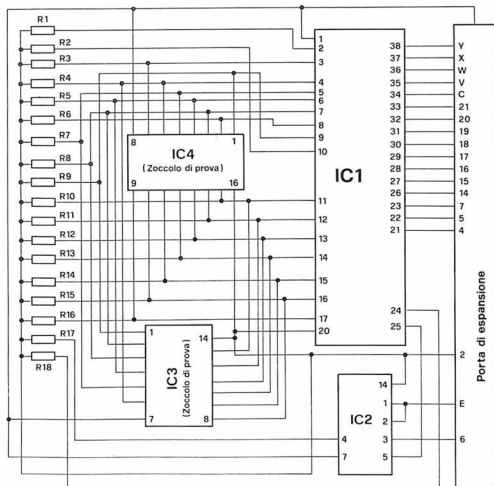 R1
R2
R3
R4
R5
R6
R7
R8
R9
R10
R11
R12
R13
R14
R15
R16
R17
R18
IC1
1
2
3
4
5
6
7
8
9
10
11
12
13
14
15
16
17
20
38
37
36
35
34
33
32
31
30
29
28
27
26
23
22
21
24
25
IC4
(Zoccolo di prova)
8
1
9
16
IC3
(Zoccolo di prova)
1
14
7
8
IC2
14
1
2
4
3
7
5
Porta di espansione
Y
X
W
V
C
21
20
19
18
17
16
15
14
7
5
4
2
E
6